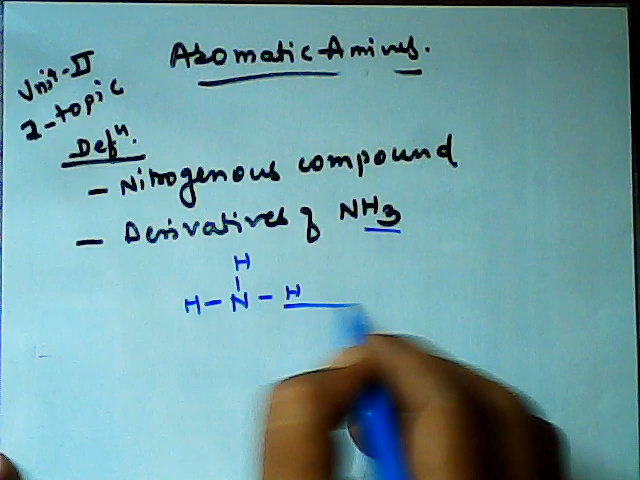 Aromatic Amines.
Unit-II
2-topic
Defn.
- Nitrogenous compound
- Derivatives of NH3
H
H-N-H